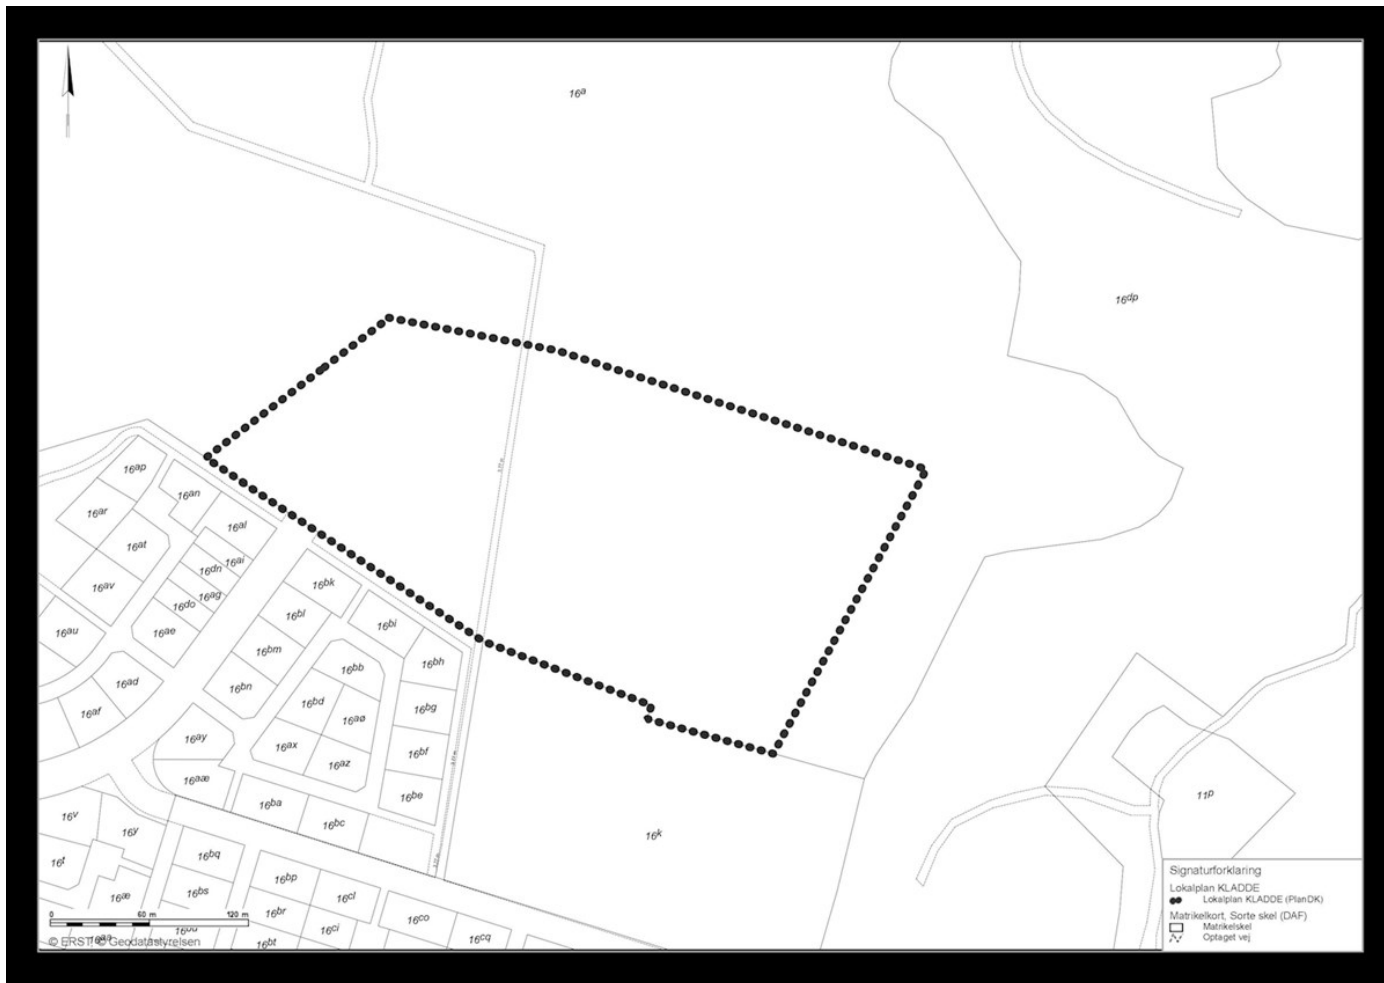 16a
16dp
16ap
16an
16ar
16al
16at
16ai
16dn
16av
16ag
16do
16bk
16au
16ae
16bl
16bi
16bm
16bh
16bb
16ad
16bn
16bd
16bg
16af
16aø
16ay
16ax
16bf
16az
16aæ
16be
11p
16ba
16v
16bc
16y
16k
16bq
16t
16bp
16bs
16æ
16cl
16br
16co
16ci
16cq
16bt
0 60 m 120 m
© ERST, © Geodatastyrelsen
Signaturforklaring
Lokalplan KLADDE
Lokalplan KLADDE (PlanDK)
Matrikelkort, Sorte skel (DAF)
Matrikelskel
Optaget vej